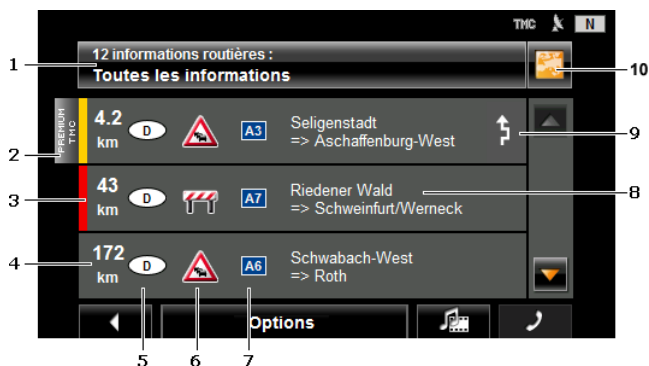 TMC N
12 informations routières :
Toutes les informations
1
10
PREMIUM
TMC
2
4.2
km
D
A3
Seligenstadt
=> Aschaffenburg-West
9
3
43
km
D
A7
Riedener Wald
=> Schweinfurt/Werneck
8
4
172
km
D
A6
Schwabach-West
=> Roth
Options
5 6 7